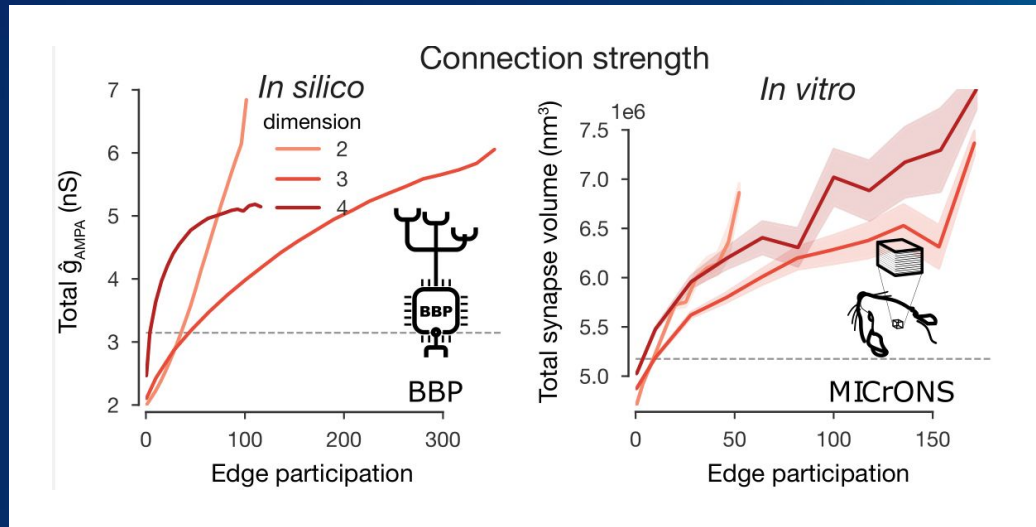 Connection strength
In silico
dimension
2
3
4
Total ĝAMPA (nS)
7
6
5
4
3
2
0
100
200
300
Edge participation
BBP
BBP
In vitro
1e6
Total synapse volume (nm³)
7.5
7.0
6.5
6.0
5.5
5.0
0
50
100
150
Edge participation
MICrONS